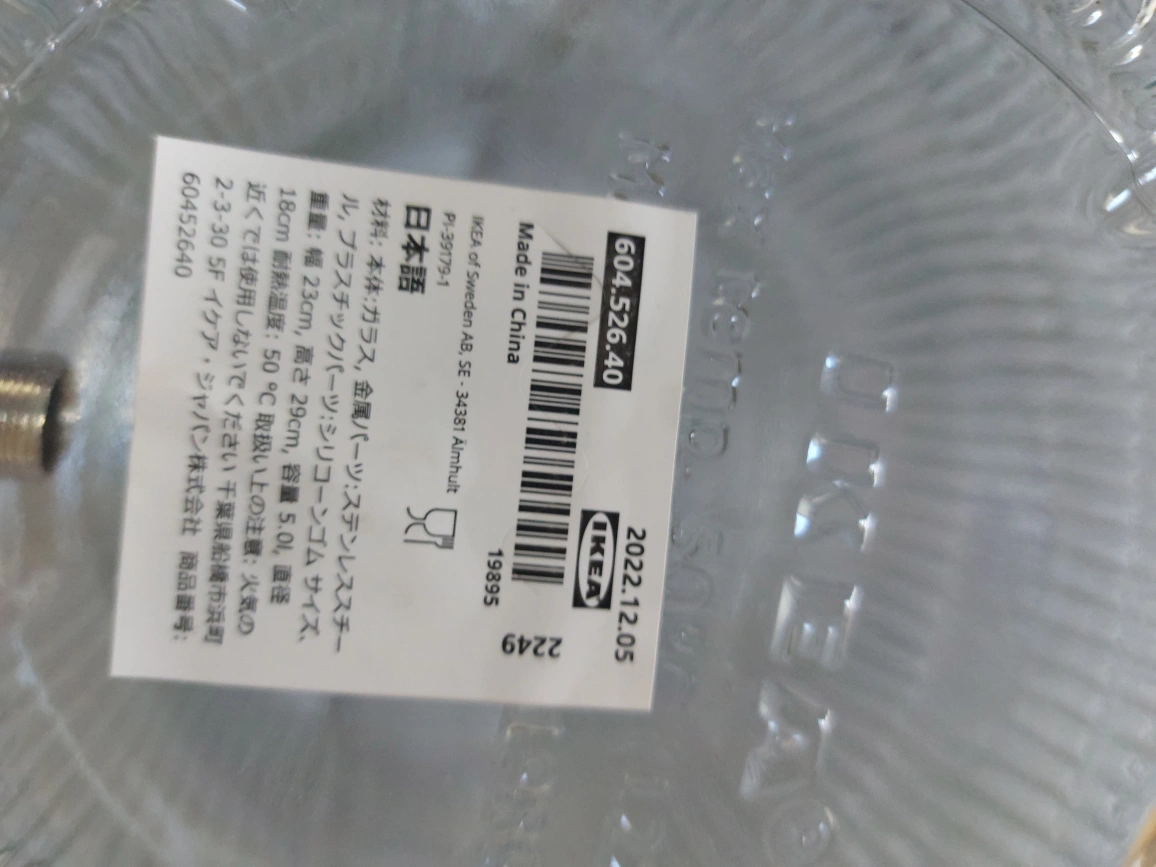 604.526.40
2022.12.05
IKEA
Made in China
19895
2249
IKEA of Sweden AB, SE - 34381 Älmhult
PI-39179-1
日本語
材料: 本体:ガラス, 金属パーツ:ステンレススチー
ル, プラスチックパーツ:シリコーンゴム サイズ、
重量: 幅 23cm, 高さ 29cm, 容量 5.0l, 直径
18cm 耐熱温度: 50 °C 取扱い上の注意: 火気の
近くでは使用しないでください 千葉県船橋市浜町
2-3-30 5F イケア・ジャパン株式会社 商品番号:
60452640
IKEA